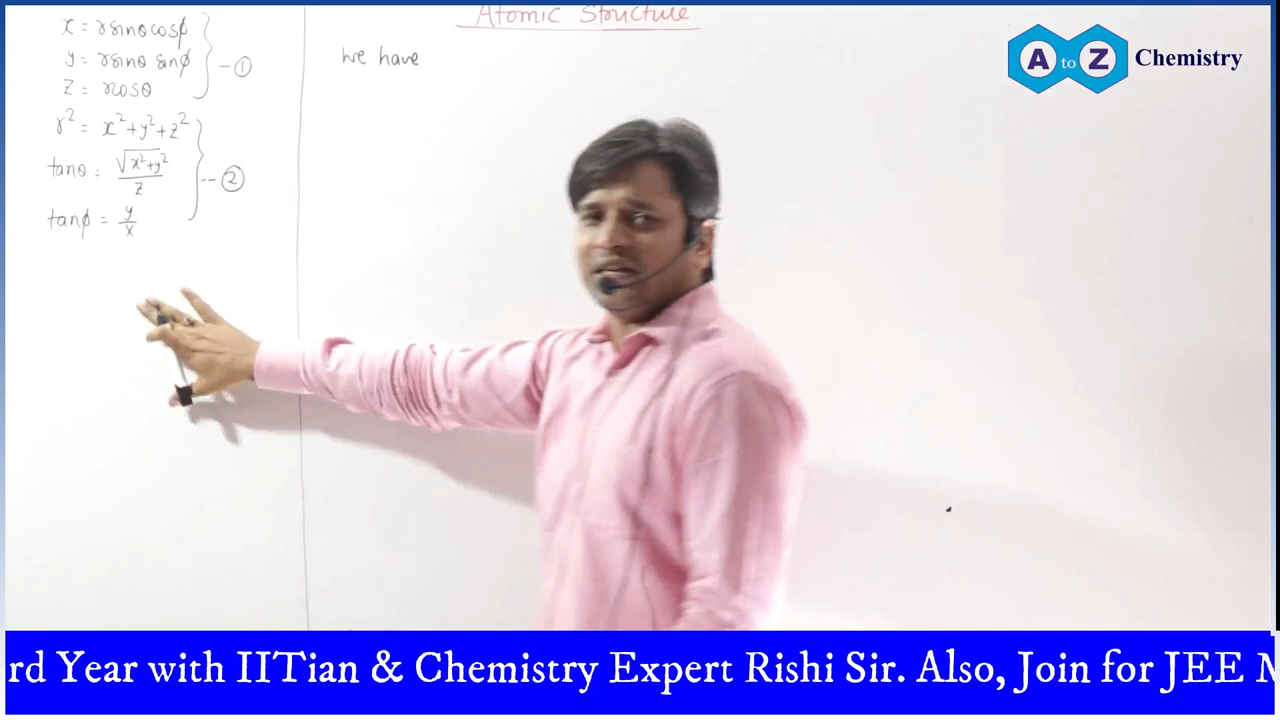 Atomic Structure
x = r sinθ cosϕ
y = r sinθ sinϕ } - ①
z = r cosθ
r² = x² + y² + z²
tanθ = √x²+y² / z } -- ②
tanϕ = y/x
we have
A to Z Chemistry
rd Year with IITian & Chemistry Expert Rishi Sir. Also, Join for JEE M